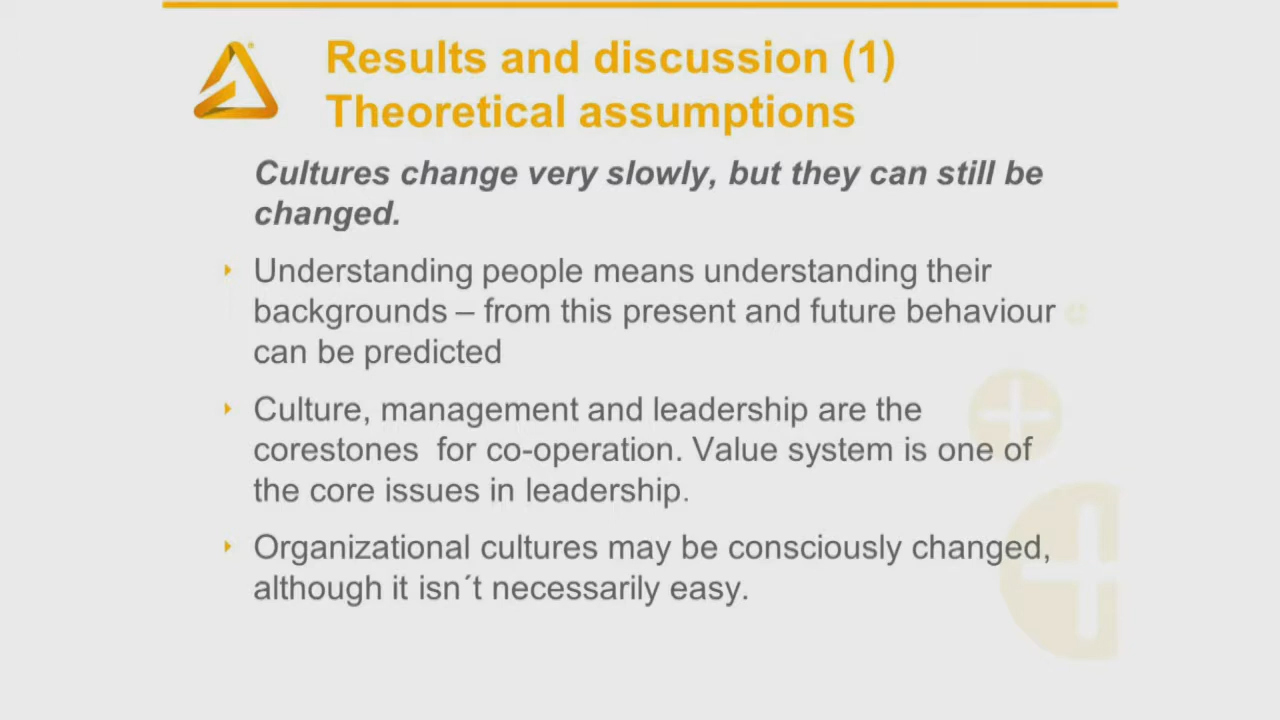 Results and discussion (1)
Theoretical assumptions
Cultures change very slowly, but they can still be
changed.
Understanding people means understanding their
backgrounds – from this present and future behaviour
can be predicted
Culture, management and leadership are the
corestones  for co-operation. Value system is one of
the core issues in leadership.
Organizational cultures may be consciously changed,
although it isn´t necessarily easy.